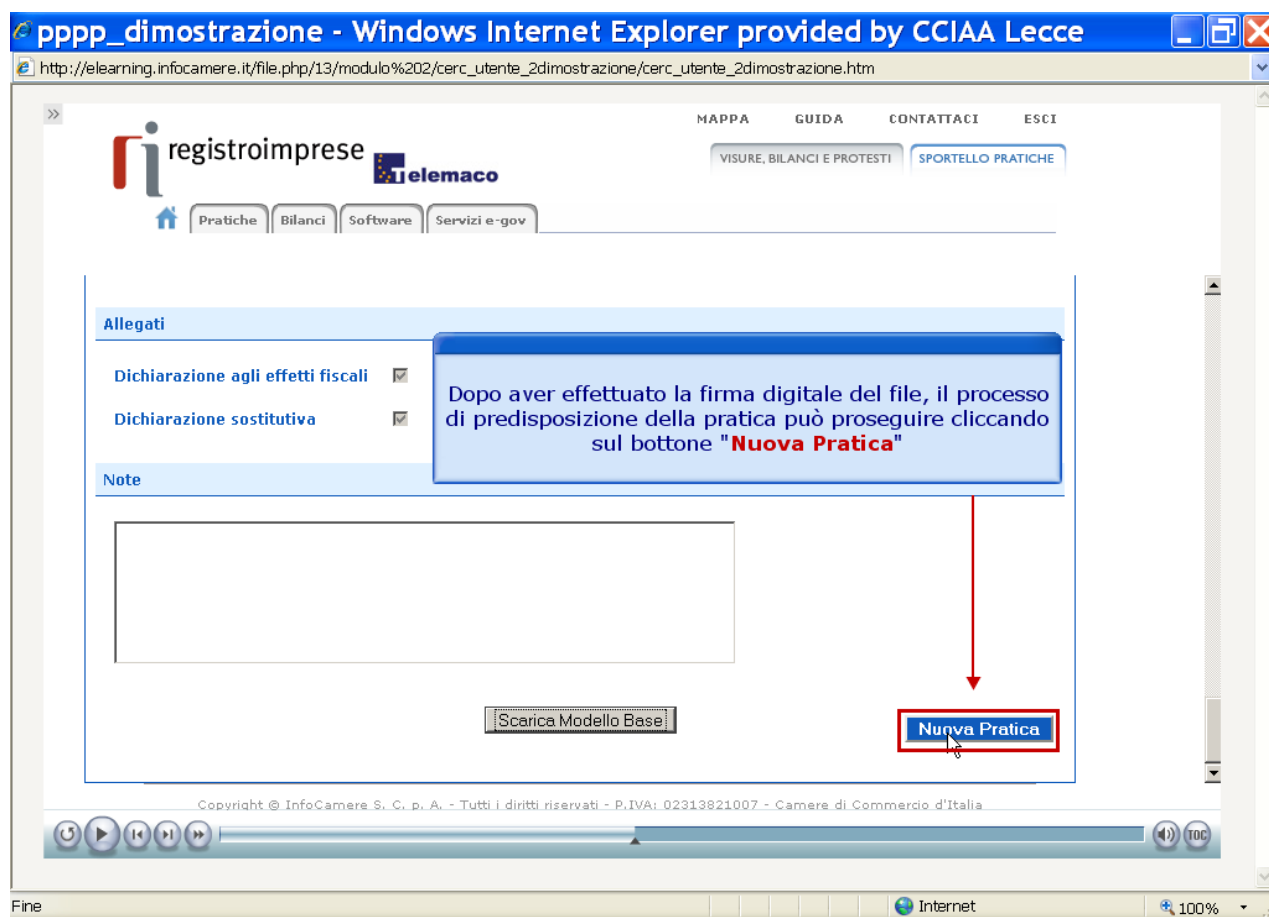 pppp_dimostrazione - Windows Internet Explorer provided by CCIAA Lecce
http://elearning.infocamere.it/file.php/13/modulo%202/cerc_utente_2dimostrazione/cerc_utente_2dimostrazione.htm
MAPPA GUIDA CONTATTACI ESCI
registroimprese
Telemaco
VISURE, BILANCI E PROTESTI SPORTELLO PRATICHE
Pratiche Bilanci Software Servizi e-gov
Allegati
Dichiarazione agli effetti fiscali
Dichiarazione sostitutiva
Dopo aver effettuato la firma digitale del file, il processo
di predisposizione della pratica può proseguire cliccando
sul bottone "Nuova Pratica"
Note
Scarica Modello Base
Nuova Pratica
Copyright © InfoCamere S. C. p. A. - Tutti i diritti riservati - P.IVA: 02313821007 - Camere di Commercio d'Italia
TOC
Fine
Internet
100%